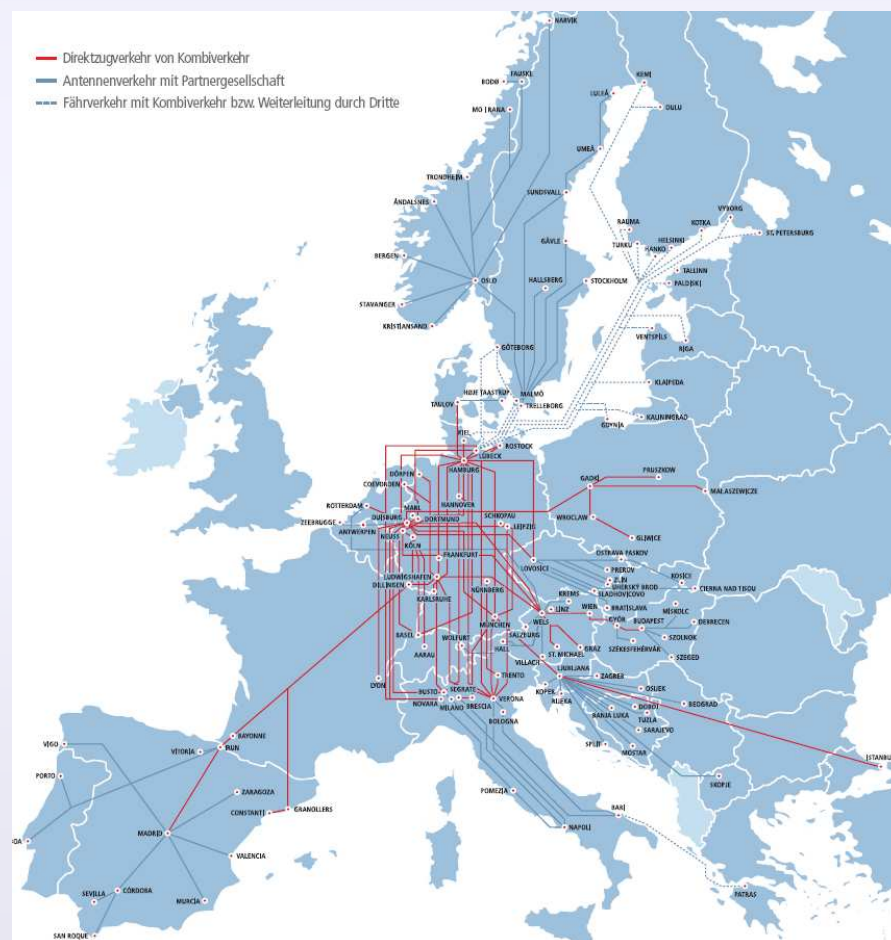 Direktzugverkehr von Kombiverkehr
Antennenverkehr mit Partnergesellschaft
Fährverkehr mit Kombiverkehr bzw. Weiterleitung durch Dritte
NARVIK
FAUSKE
BODØ
MO I RANA
KEMI
LULEÅ
OULU
UMEÅ
TRONDHEIM
SUNDSVALL
ÅNDALSNES
VYBORG
RAUMA
KOTKA
ST. PETERSBURG
HELSINKI
TURKU
HANKO
GÄVLE
BERGEN
TALLINN
OSLO
HALLSBERG
STOCKHOLM
PALDISKI
STAVANGER
KRISTIANSAND
VENTSPILS
RIGA
GÖTEBORG
KLAIPEDA
HØJE TAASTRUP
MALMÖ
TAULOV
TRELLEBORG
KALININGRAD
GDYNIA
KIEL
ROSTOCK
LÜBECK
HAMBURG
PRUSZKOW
DÖRPEN
GADKI
COEVORDEN
MALASZEWICZE
ROTTERDAM
MARL
HANNOVER
DUISBURG
SCHKOPAU
WROCLAW
ZEEBRUGGE
DORTMUND
LEIPZIG
ANTWERPEN
NEUSS
GLIWICE
KÖLN
FRANKFURT
OSTRAVA PASKOV
LOVOSICE
PREROV
LUDWIGSHAFEN
ZLÍN
KOSICE
DILLINGEN
NÜRNBERG
UHERSKY BROD
CIERNA NAD TISOU
KARLSRUHE
KREMS
SLADKOVICOVO
LINZ
WIEN
BRATISLAVA
MISKOLC
MÜNCHEN
WELS
GYÖR
BUDAPEST
DEBRECEN
BASEL
WOLFURT
SALZBURG
SZOLNOK
AARAU
HALL
ST. MICHAEL
GRAZ
SZÉKESFEHÉRVÁR
VILLACH
SZEGED
LJUBLJANA
TRENTO
ZAGREB
LYON
BUSTO
SEGRATE
KOPER
OSIJEK
NOVARA
MILANO
BRESCIA
VERONA
RIJEKA
DOBOJ
BEOGRAD
BOLOGNA
BANJA LUKA
TUZLA
SARAJEVO
BAYONNE
SPLIT
VIGO
VITORIA
IRUN
MOSTAR
ISTANBUL
SKOPJE
PORTO
ZARAGOZA
POMEZIA
CONSTANTI
GRANOLLERS
BARI
MADRID
NAPOLI
OA
VALENCIA
CÓRDOBA
PATRAS
SEVILLA
MURCIA
SAN ROQUE